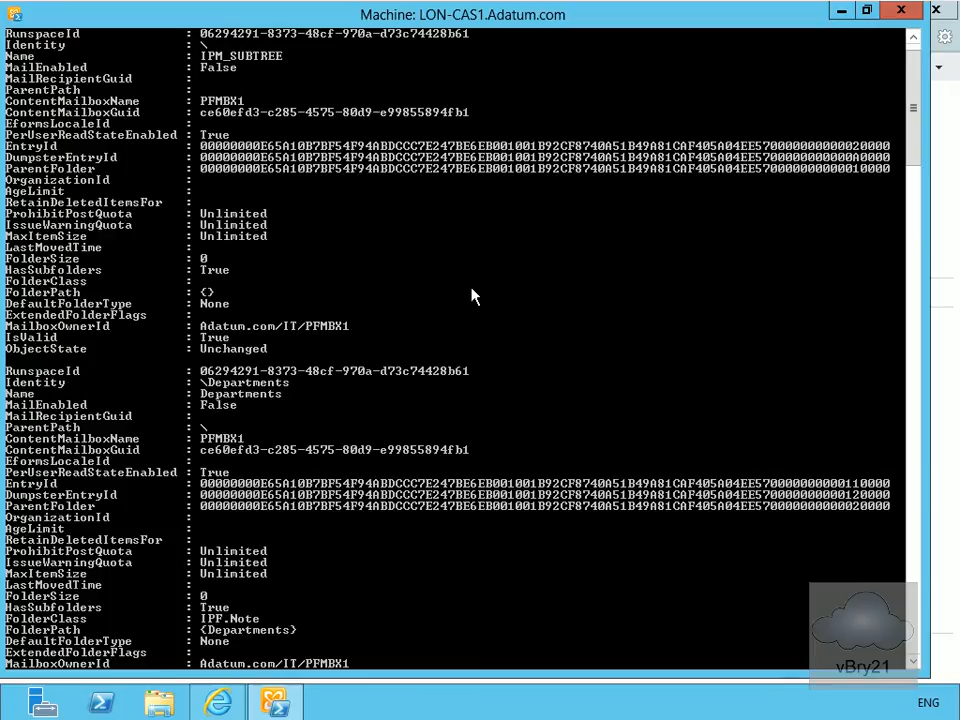 Machine: LON-CAS1.Adatum.com
RunspaceId : 06294291-8373-48cf-970a-d73c74428b61
Identity : \
Name : IPM_SUBTREE
MailEnabled : False
MailRecipientGuid :
ParentPath :
ContentMailboxName : PFMBX1
ContentMailboxGuid : ce60efd3-c285-4575-80d9-e99855894fb1
EformsLocaleId :
PerUserReadStateEnabled : True
EntryId : 00000000E65A10B7BF54F94ABDCCC7E247BE6EB001001B92CF8740A51B49A81CAF405A04EE570000000000020000
DumpsterEntryId : 00000000E65A10B7BF54F94ABDCCC7E247BE6EB001001B92CF8740A51B49A81CAF405A04EE5700000000000A0000
ParentFolder : 00000000E65A10B7BF54F94ABDCCC7E247BE6EB001001B92CF8740A51B49A81CAF405A04EE570000000000010000
OrganizationId :
AgeLimit :
RetainDeletedItemsFor :
ProhibitPostQuota : Unlimited
IssueWarningQuota : Unlimited
MaxItemSize : Unlimited
LastMovedTime :
FolderSize : 0
HasSubfolders : True
FolderClass :
FolderPath : {}
DefaultFolderType : None
ExtendedFolderFlags :
MailboxOwnerId : Adatum.com/IT/PFMBX1
IsValid : True
ObjectState : Unchanged
RunspaceId : 06294291-8373-48cf-970a-d73c74428b61
Identity : \Departments
Name : Departments
MailEnabled : False
MailRecipientGuid :
ParentPath : \
ContentMailboxName : PFMBX1
ContentMailboxGuid : ce60efd3-c285-4575-80d9-e99855894fb1
EformsLocaleId :
PerUserReadStateEnabled : True
EntryId : 00000000E65A10B7BF54F94ABDCCC7E247BE6EB001001B92CF8740A51B49A81CAF405A04EE570000000000110000
DumpsterEntryId : 00000000E65A10B7BF54F94ABDCCC7E247BE6EB001001B92CF8740A51B49A81CAF405A04EE570000000000120000
ParentFolder : 00000000E65A10B7BF54F94ABDCCC7E247BE6EB001001B92CF8740A51B49A81CAF405A04EE570000000000020000
OrganizationId :
AgeLimit :
RetainDeletedItemsFor :
ProhibitPostQuota : Unlimited
IssueWarningQuota : Unlimited
MaxItemSize : Unlimited
LastMovedTime :
FolderSize : 0
HasSubfolders : True
FolderClass : IPF.Note
FolderPath : {Departments}
DefaultFolderType : None
ExtendedFolderFlags :
MailboxOwnerId : Adatum.com/IT/PFMBX1
vBry21
ENG